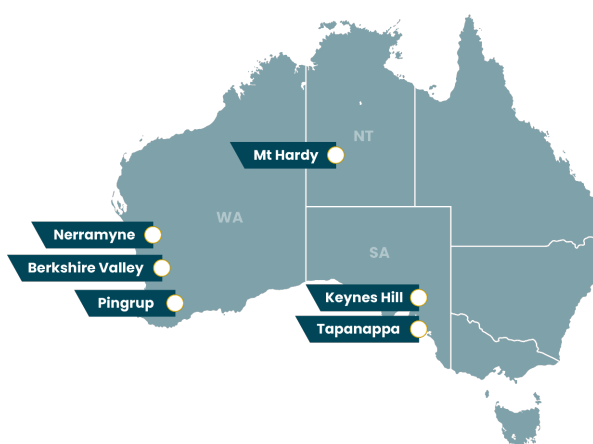 NT
Mt Hardy
WA
Nerramyne
SA
Berkshire Valley
Keynes Hill
Pingrup
Tapanappa